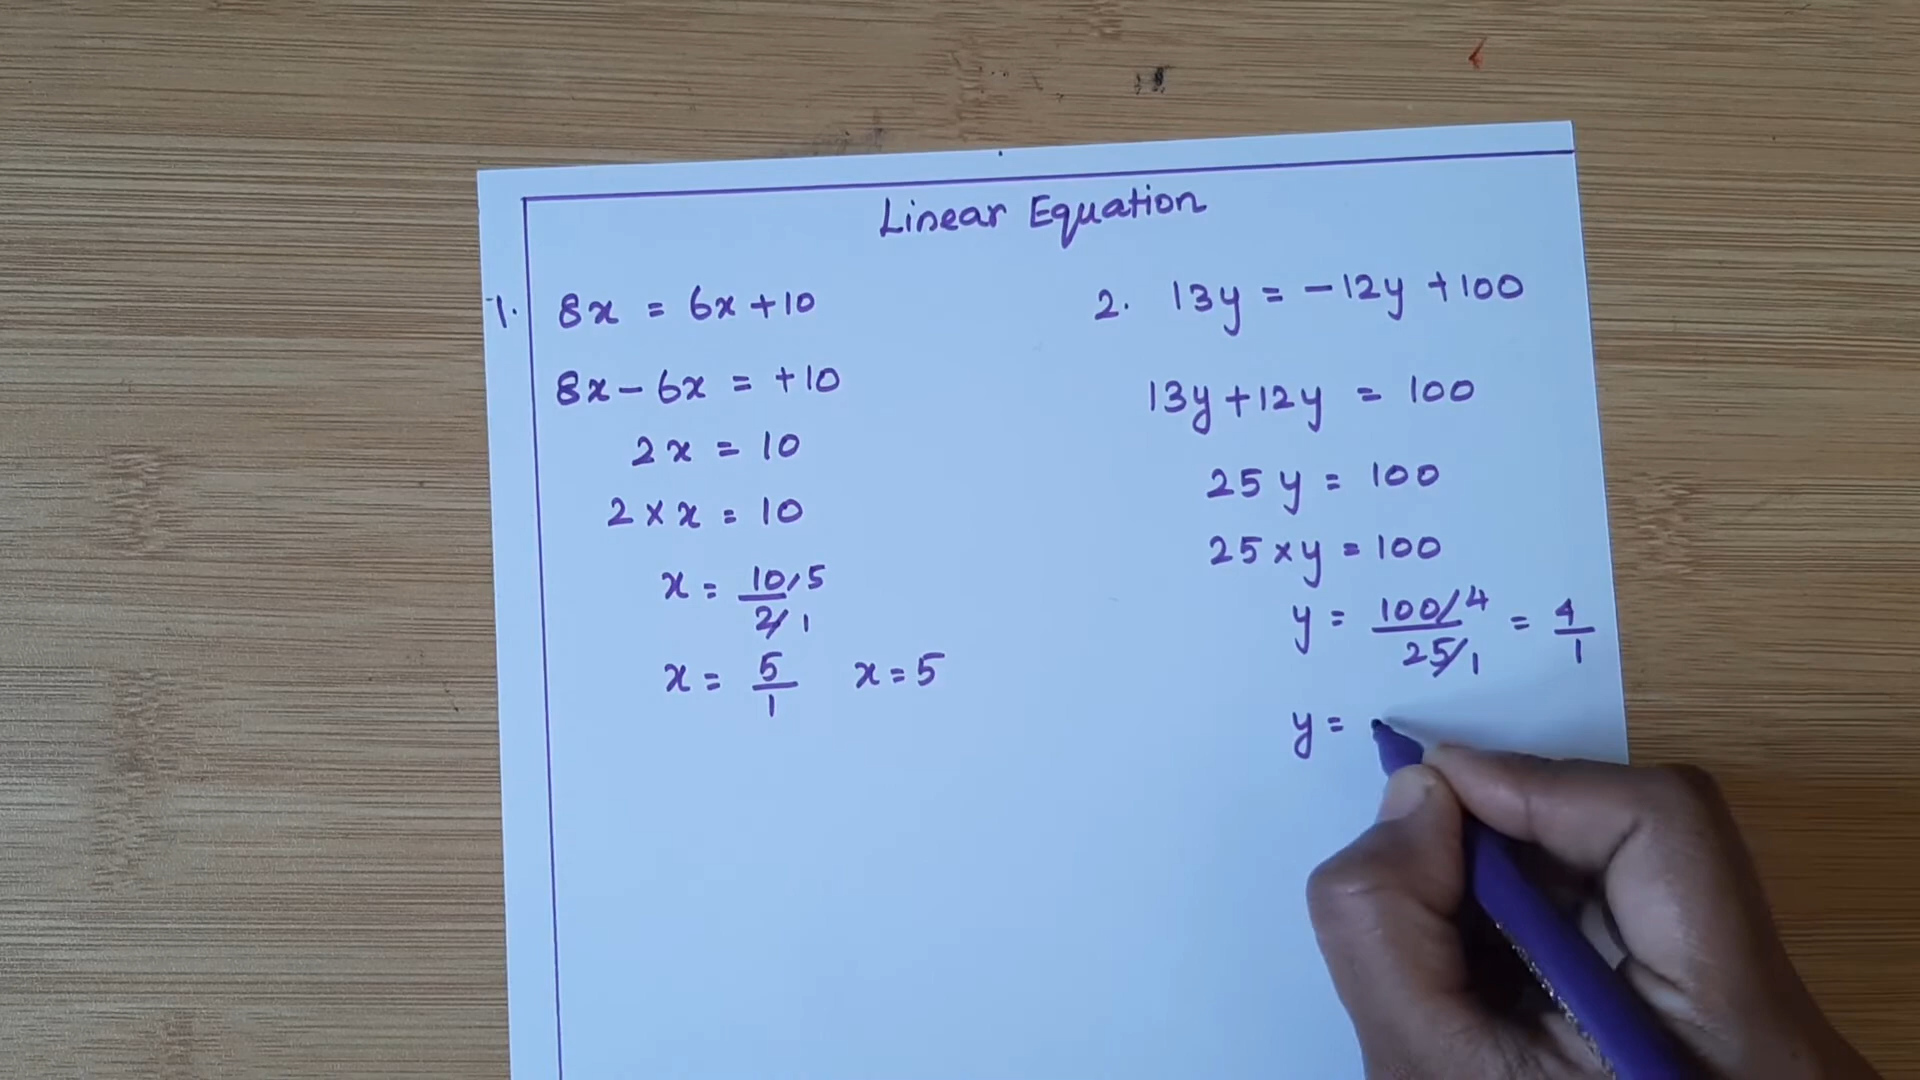 Linear Equation
1. 8x = 6x + 10
8x - 6x = +10
2x = 10
2 × x = 10
x = 10/2 5 1
x = 5/1 x = 5
2. 13y = -12y + 100
13y + 12y = 100
25y = 100
25 × y = 100
y = 100/25 4 1 = 4/1
y =